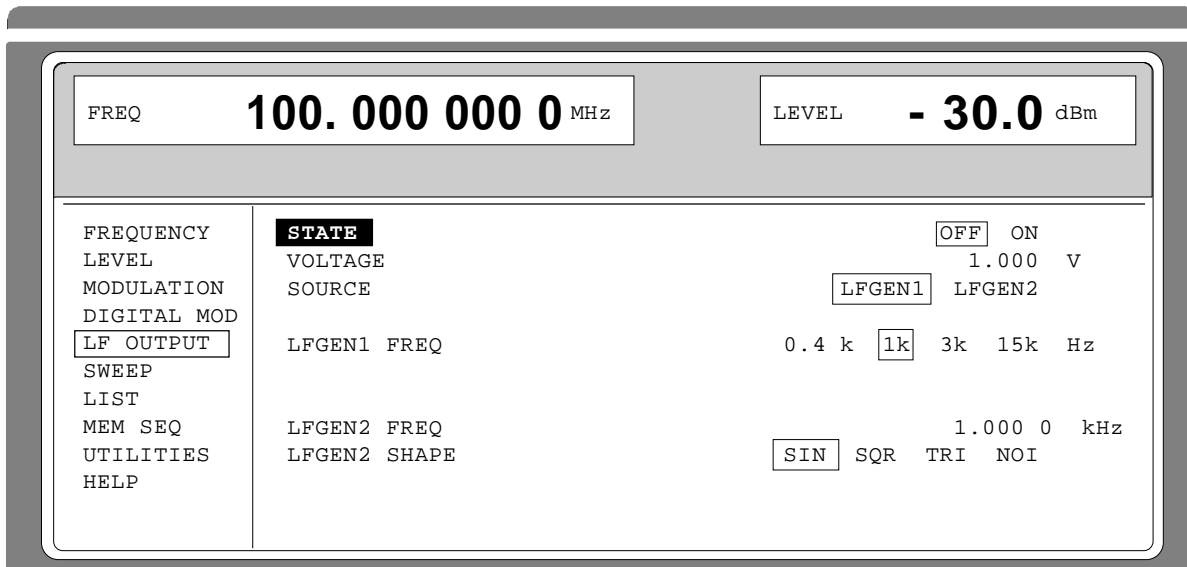 FREQ 100. 000 000 0 MHz LEVEL - 30.0 dBm
FREQUENCY STATE OFF ON
LEVEL VOLTAGE 1.000 V
MODULATION SOURCE LFGEN1 LFGEN2
DIGITAL MOD
LF OUTPUT LFGEN1 FREQ 0.4 k 1k 3k 15k Hz
SWEEP
LIST
MEM SEQ LFGEN2 FREQ 1.000 0 kHz
UTILITIES LFGEN2 SHAPE SIN SQR TRI NOI
HELP